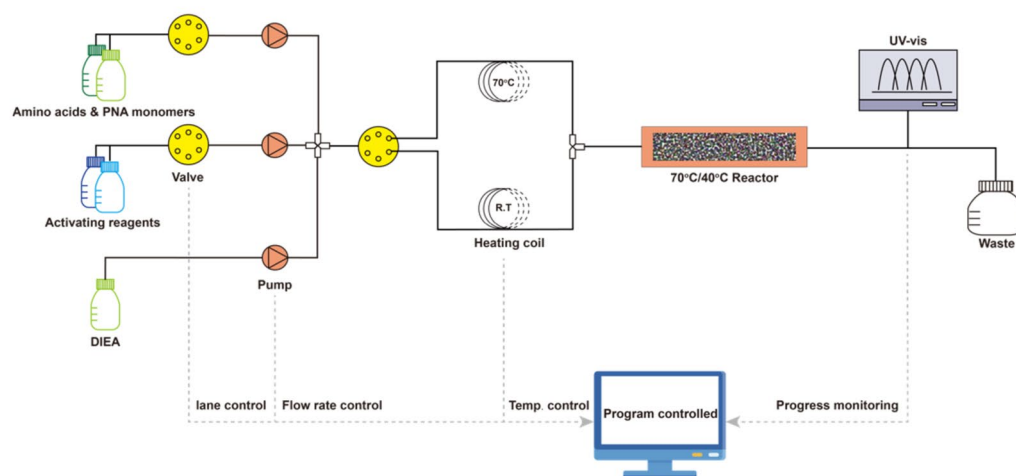 UV-vis
70°C
Amino acids & PNA monomers
Valve
70°C/40°C Reactor
Activating reagents
R.T
Heating coil
Waste
Pump
DIEA
lane control
Flow rate control
Temp. control
Program controlled
Progress monitoring